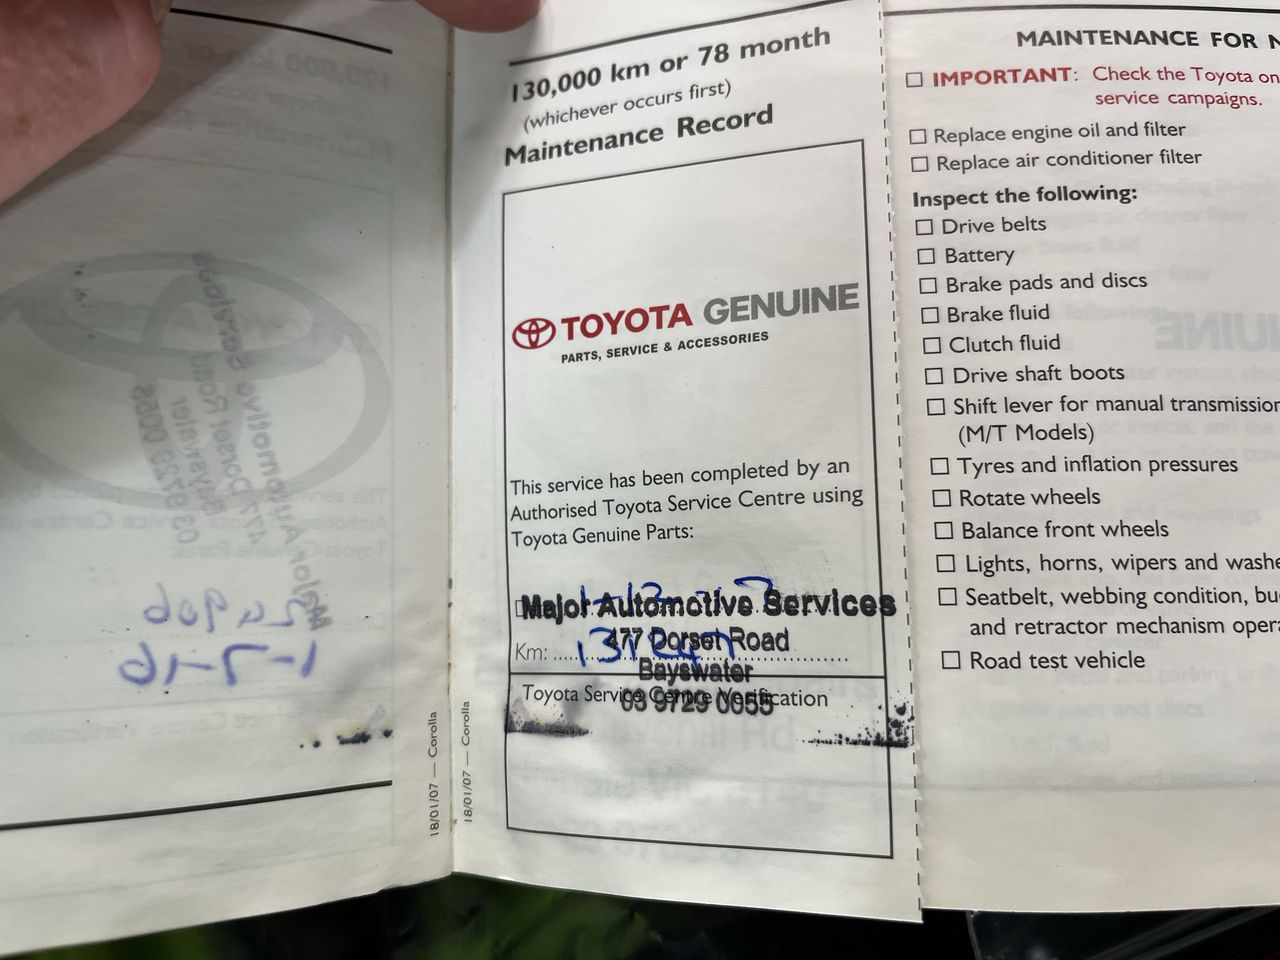 130,000 km or 78 month
(whichever occurs first)
Maintenance Record
TOYOTA GENUINE
PARTS, SERVICE & ACCESSORIES
This service has been completed by an
Authorised Toyota Service Centre using
Toyota Genuine Parts:
Major Automotive Services
477 Dorset Road
Km:
Bayswater
Toyota Service Centre Verification
03 9729 0055
18/01/07 — Corolla
18/01/07 — Corolla
MAINTENANCE FOR
☐ IMPORTANT: Check the Toyota on
service campaigns.
☐ Replace engine oil and filter
☐ Replace air conditioner filter
Inspect the following:
☐ Drive belts
☐ Battery
☐ Brake pads and discs
☐ Brake fluid
☐ Clutch fluid
☐ Drive shaft boots
☐ Shift lever for manual transmission
(M/T Models)
☐ Tyres and inflation pressures
☐ Rotate wheels
☐ Balance front wheels
☐ Lights, horns, wipers and washe
☐ Seatbelt, webbing condition, bu
and retractor mechanism opera
☐ Road test vehicle